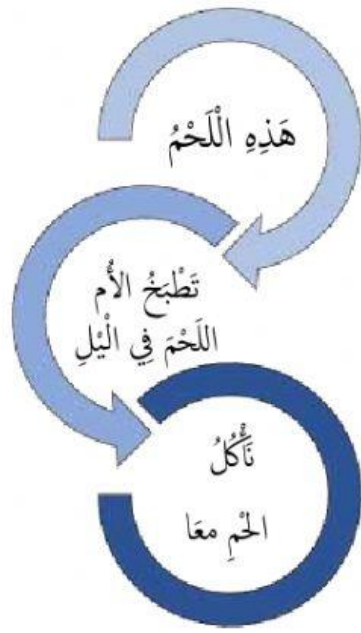 هَذِهِ اللَّحْمُ
تَطْبَخُ الأُم
اللَحْمَ فِي الْيْلِ
نَأْكُلُ
الحْمِ معَا